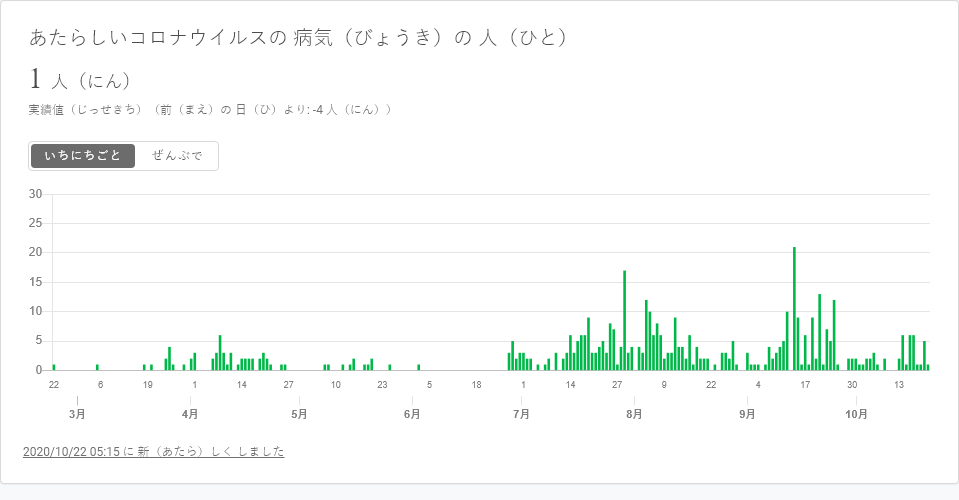 あたらしいコロナウイルスの 病気（びょうき）の 人（ひと）
1 人（にん）
実績値（じっせきち）（前（まえ）の 日（ひ）より: -4 人（にん））
いちにちごと ぜんぶで
30
25
20
15
10
5
0
22 6 19 1 14 27 10 23 5 18 1 14 27 9 22 4 17 30 13
3月 4月 5月 6月 7月 8月 9月 10月
2020/10/22 05:15 に 新（あたら）しく しました